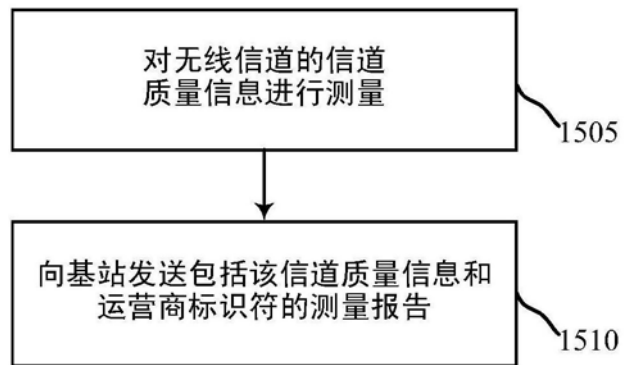 对无线信道的信道
质量信息进行测量
1505
向基站发送包括该信道质量信息和
运营商标识符的测量报告
1510